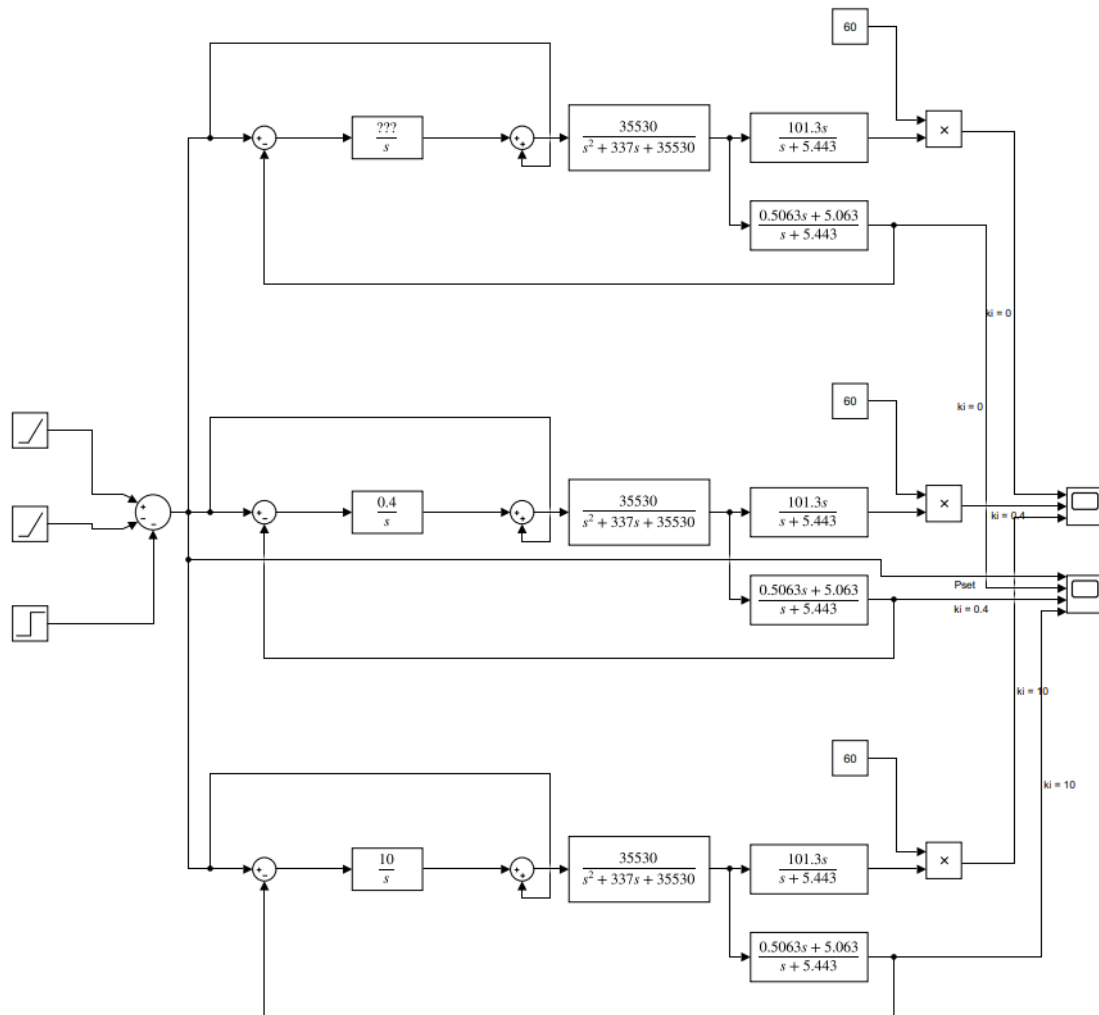 60
+
−
???
s
+
+
35530
s² + 337s + 35530
101.3s
s + 5.443
×
0.5063s + 5.063
s + 5.443
ki = 0
ki = 0
60
+
−
−
+
−
0.4
s
+
+
35530
s² + 337s + 35530
101.3s
s + 5.443
×
ki = 0.4
Pset
0.5063s + 5.063
s + 5.443
ki = 0.4
ki = 10
60
ki = 10
+
−
10
s
+
+
35530
s² + 337s + 35530
101.3s
s + 5.443
×
0.5063s + 5.063
s + 5.443